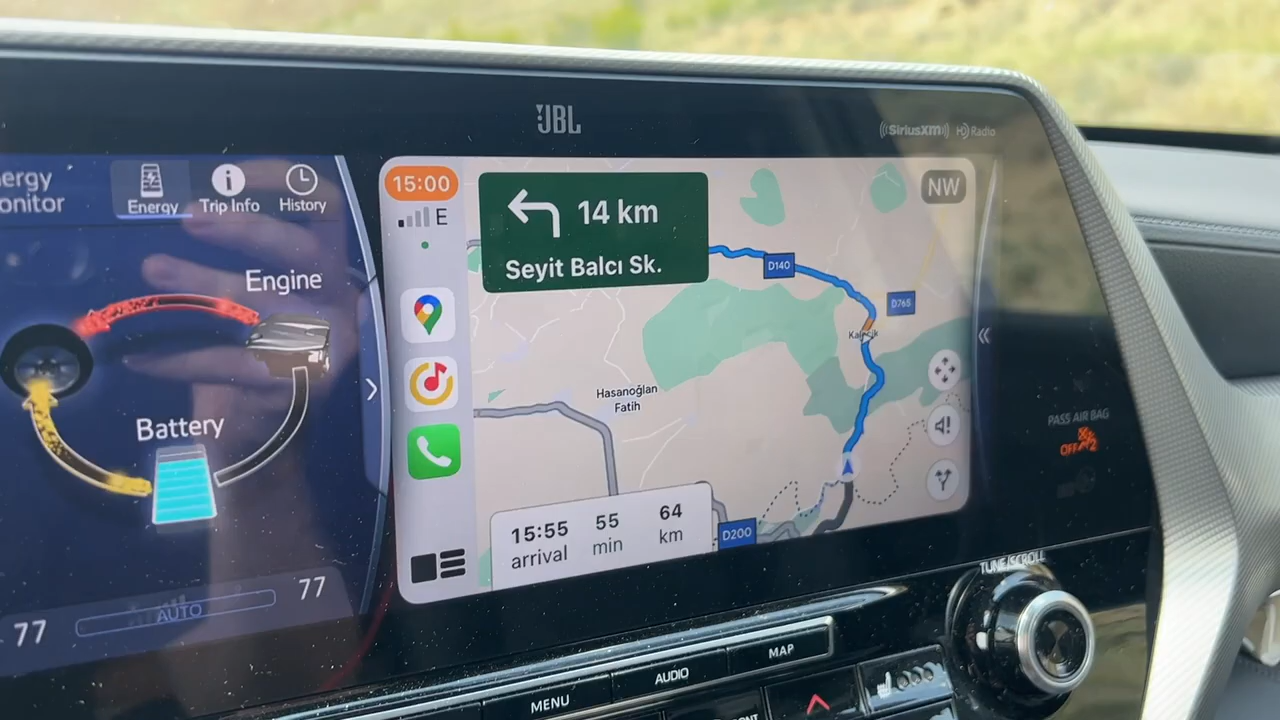 JBL
SiriusXM
HD Radio
ergy
onitor
Energy
Trip Info
History
Engine
Battery
77
AUTO
77
15:00
E
14 km
Seyit Balcı Sk.
NW
D140
D765
Kalecik
Hasanoğlan
Fatih
D200
15:55
arrival
55
min
64
km
PASS AIR BAG
OFF
TUNE/SCROLL
MENU
AUDIO
MAP